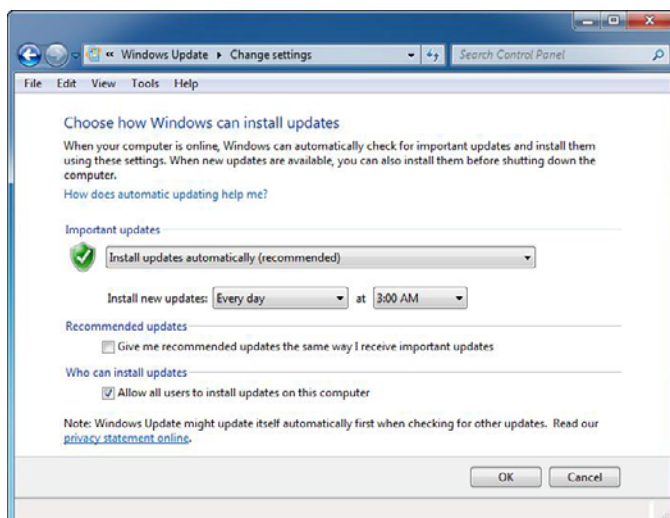 « Windows Update ▸ Change settings
Search Control Panel
File Edit View Tools Help
Choose how Windows can install updates
When your computer is online, Windows can automatically check for important updates and install them
using these settings. When new updates are available, you can also install them before shutting down the
computer.
How does automatic updating help me?
Important updates
Install updates automatically (recommended)
Install new updates: Every day at 3:00 AM
Recommended updates
Give me recommended updates the same way I receive important updates
Who can install updates
Allow all users to install updates on this computer
Note: Windows Update might update itself automatically first when checking for other updates. Read our
privacy statement online.
OK Cancel